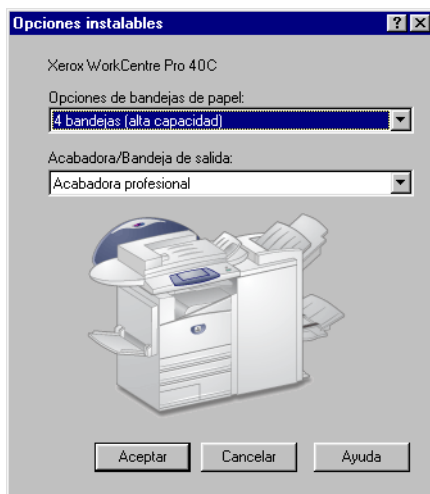 Opciones instalables
Xerox WorkCentre Pro 40C
Opciones de bandejas de papel:
4 bandejas (alta capacidad)
Acabadora/Bandeja de salida:
Acabadora profesional
Aceptar Cancelar Ayuda